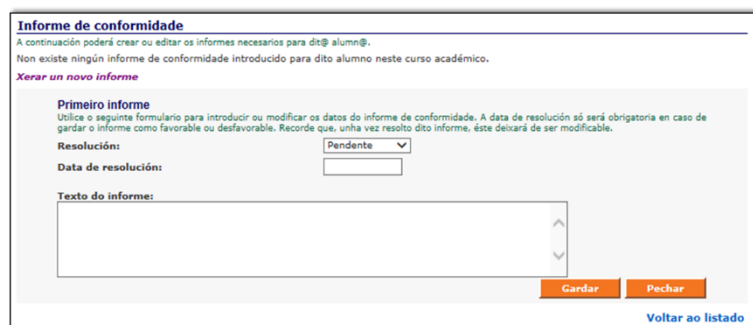 Informe de conformidade
A continuación poderá crear ou editar os informes necesarios para dit@ alumn@.
Non existe ningún informe de conformidade introducido para dito alumno neste curso académico.
Xerar un novo informe
Primeiro informe
Utilice o seguinte formulario para introducir ou modificar os datos do informe de conformidade. A data de resolución só será obrigatoria en caso de
gardar o informe como favorable ou desfavorable. Recorde que, unha vez resolto dito informe, éste deixará de ser modificable.
Resolución: Pendente
Data de resolución:
Texto do informe:
Gardar Pechar
Voltar ao listado